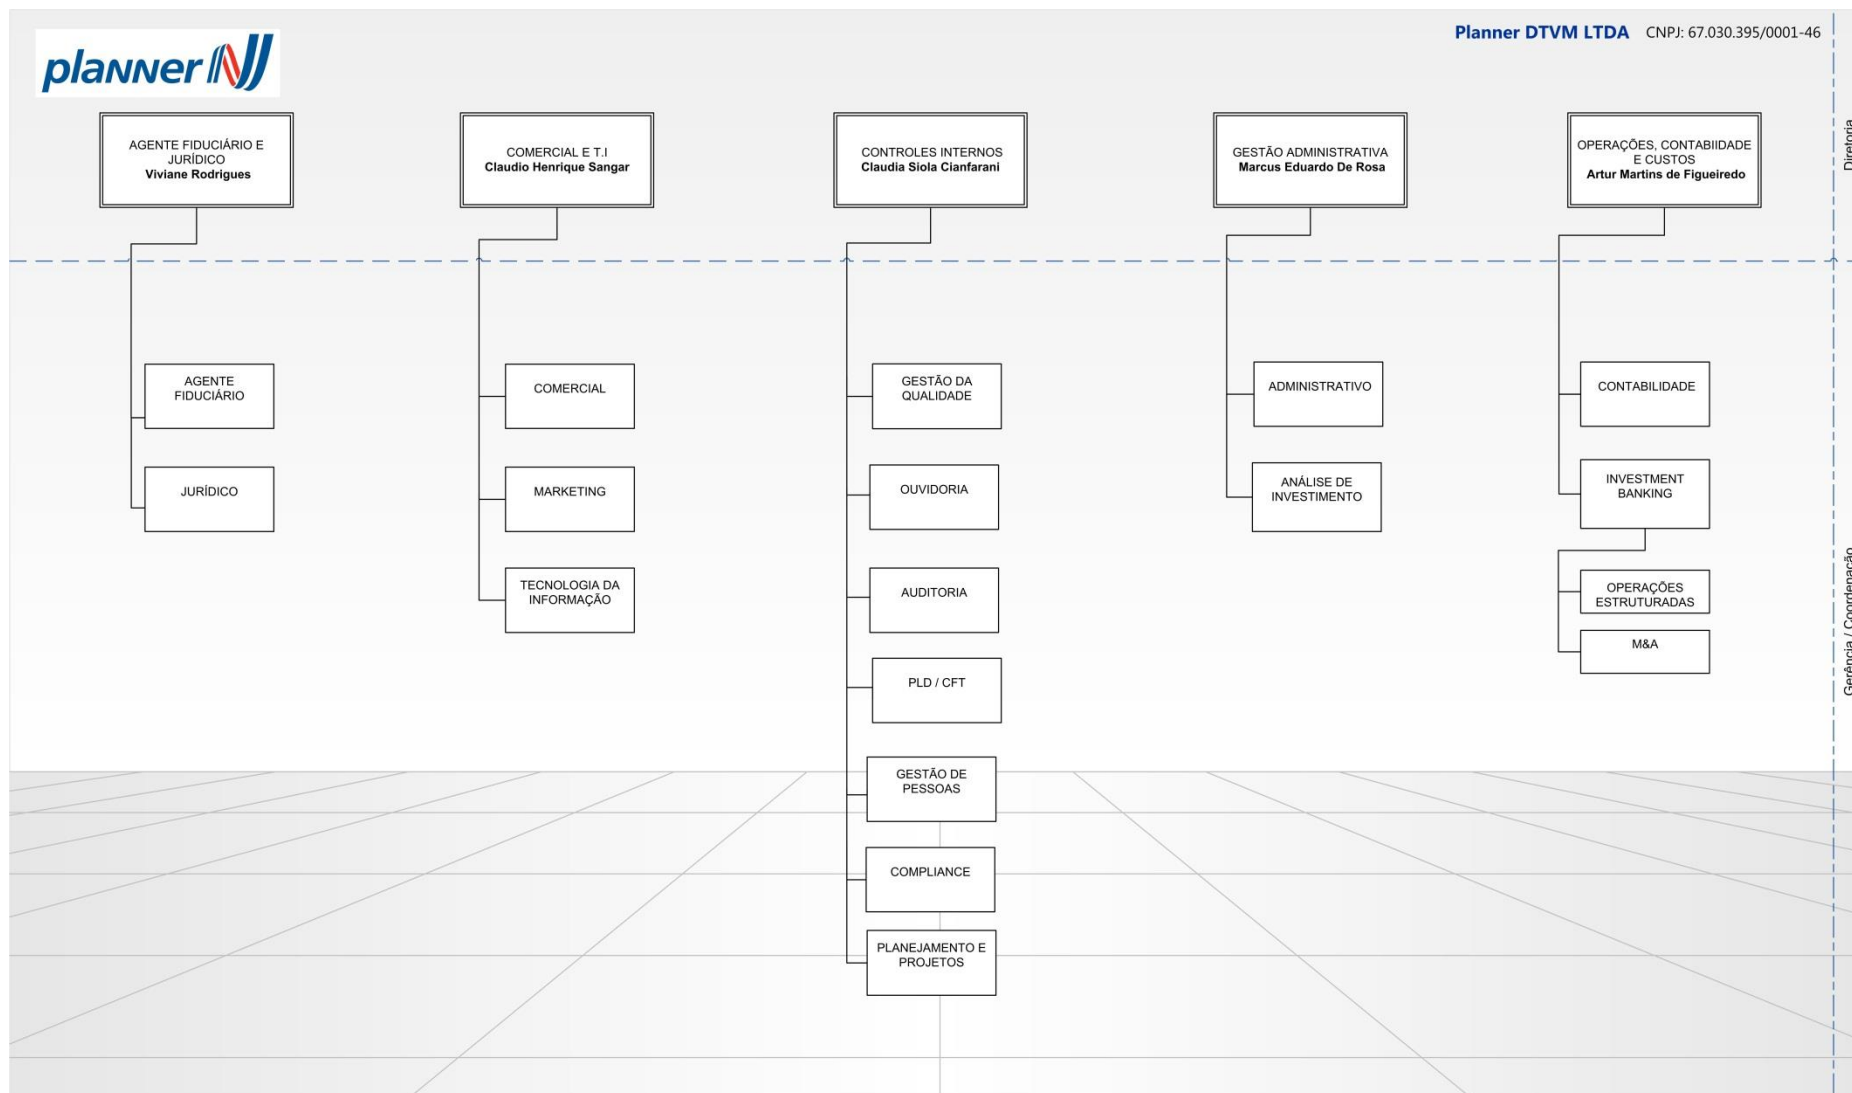 planner
Planner DTVM LTDA CNPJ: 67.030.395/0001-46
AGENTE FIDUCIÁRIO E
JURÍDICO
Viviane Rodrigues
COMERCIAL E T.I
Claudio Henrique Sangar
CONTROLES INTERNOS
Claudia Siola Cianfarani
GESTÃO ADMINISTRATIVA
Marcus Eduardo De Rosa
OPERAÇÕES, CONTABIIDADE
E CUSTOS
Artur Martins de Figueiredo
Diretoria
AGENTE
FIDUCIÁRIO
JURÍDICO
COMERCIAL
MARKETING
TECNOLOGIA DA
INFORMAÇÃO
GESTÃO DA
QUALIDADE
OUVIDORIA
AUDITORIA
PLD / CFT
GESTÃO DE
PESSOAS
COMPLIANCE
PLANEJAMENTO E
PROJETOS
ADMINISTRATIVO
ANÁLISE DE
INVESTIMENTO
CONTABILIDADE
INVESTMENT
BANKING
OPERAÇÕES
ESTRUTURADAS
M&A
Gerência / Coordenação